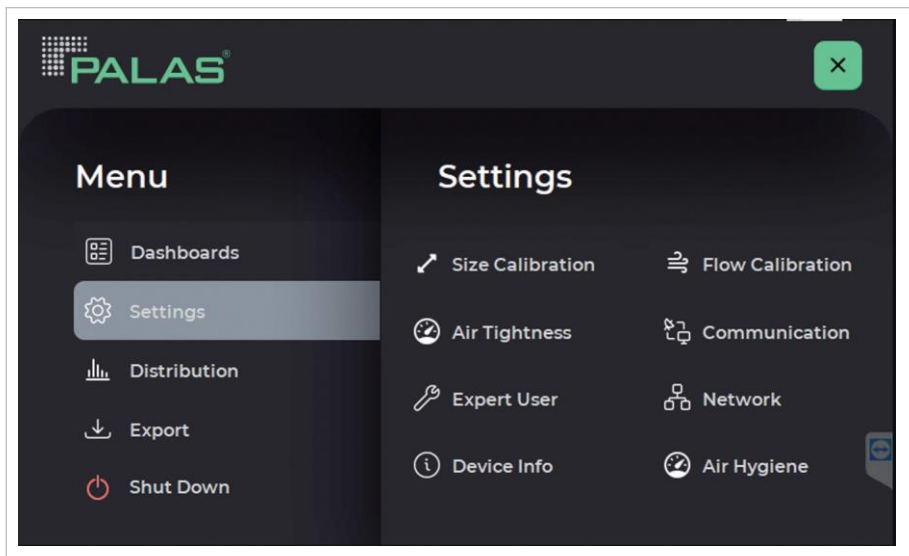 PALAS®
Menu
Dashboards
Settings
Distribution
Export
Shut Down
Settings
Size Calibration
Flow Calibration
Air Tightness
Communication
Expert User
Network
Device Info
Air Hygiene